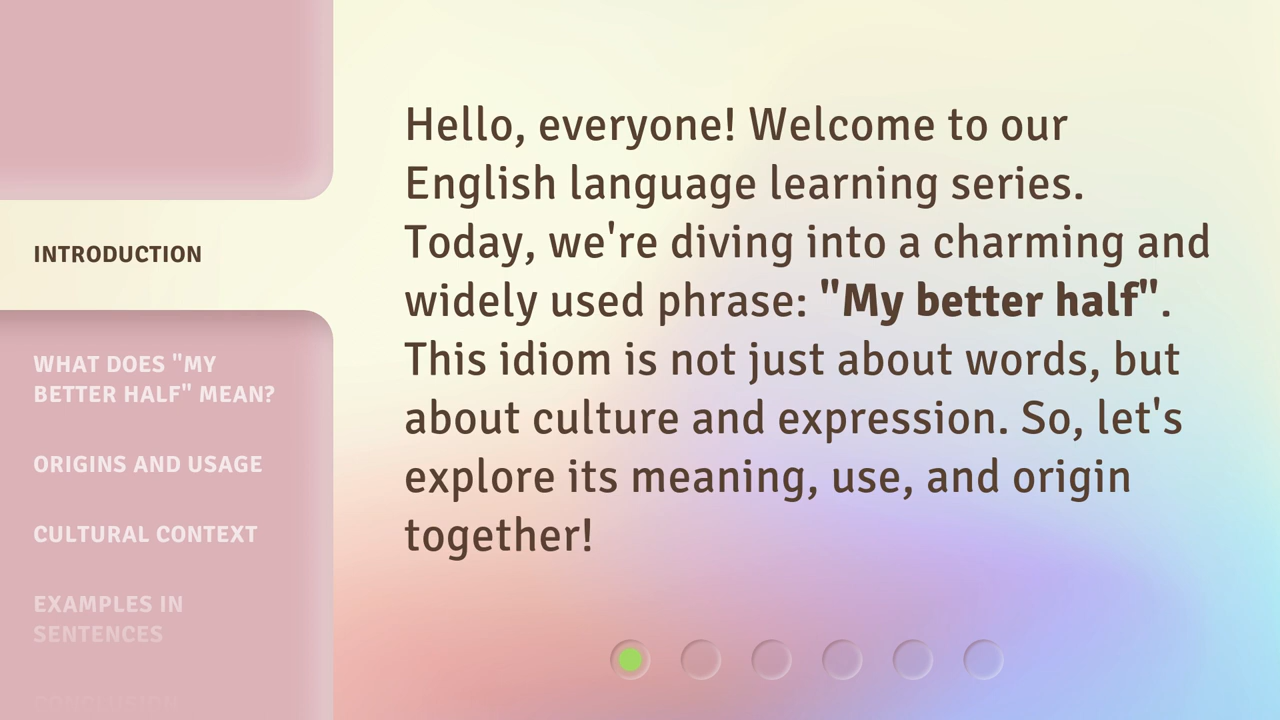 INTRODUCTION
WHAT DOES "MY
BETTER HALF" MEAN?
ORIGINS AND USAGE
CULTURAL CONTEXT
EXAMPLES IN
SENTENCES
CONCLUSION
Hello, everyone! Welcome to our
English language learning series.
Today, we're diving into a charming and
widely used phrase: "My better half".
This idiom is not just about words, but
about culture and expression. So, let's
explore its meaning, use, and origin
together!